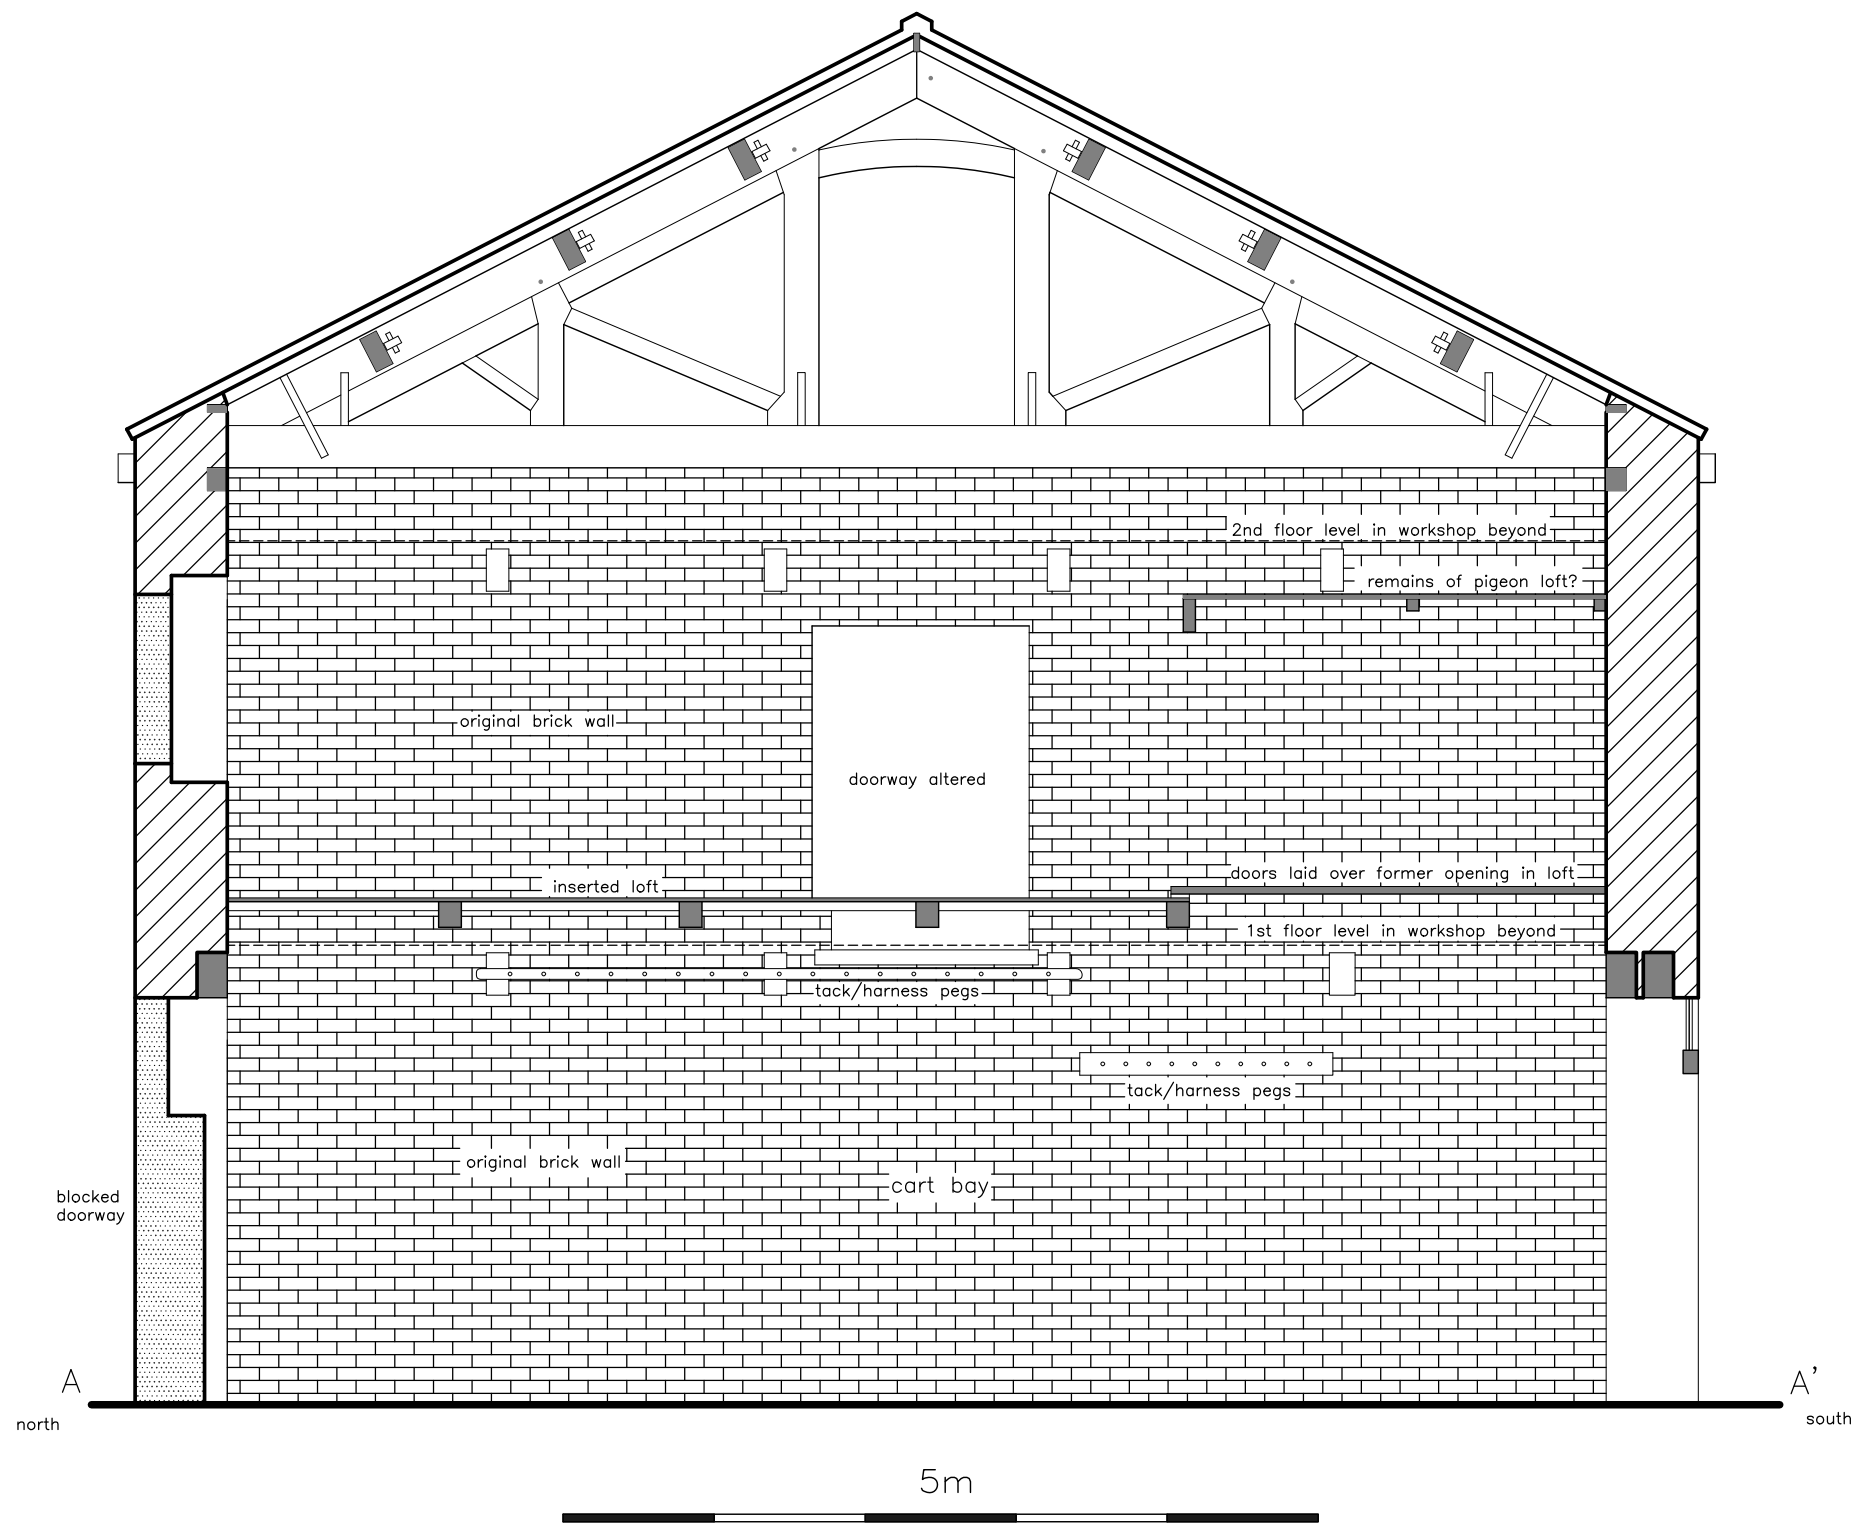 2nd floor level in workshop beyond
remains of pigeon loft?
original brick wall
doorway altered
doors laid over former opening in loft
inserted loft
1st floor level in workshop beyond
tack/harness pegs
tack/harness pegs
original brick wall
cart bay
blocked
doorway
A
A'
north
south
5m